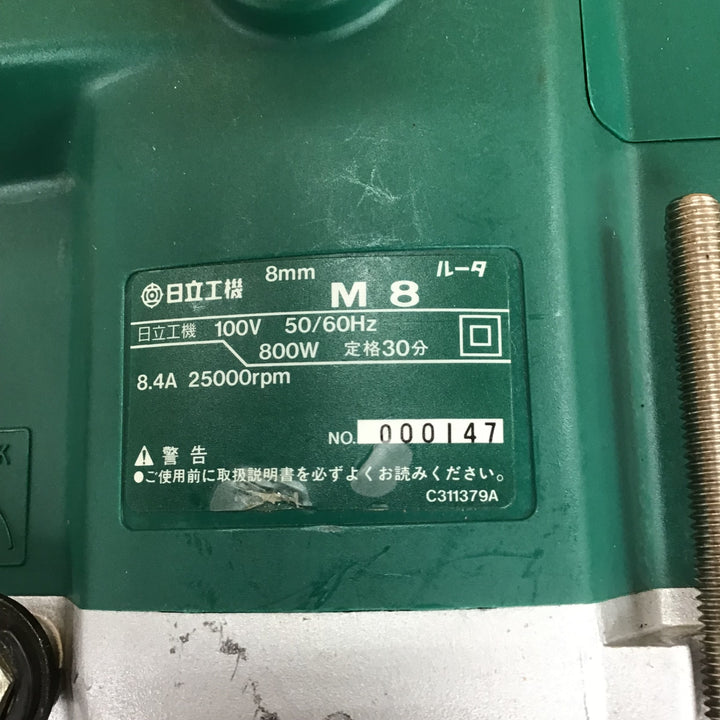 日立工機 8mm M 8 ルータ
日立工機 100V 50/60Hz
800W 定格30分
8.4A 25000rpm
NO. 000147
警告
●ご使用前に取扱説明書を必ずよくお読みください。
C311379A